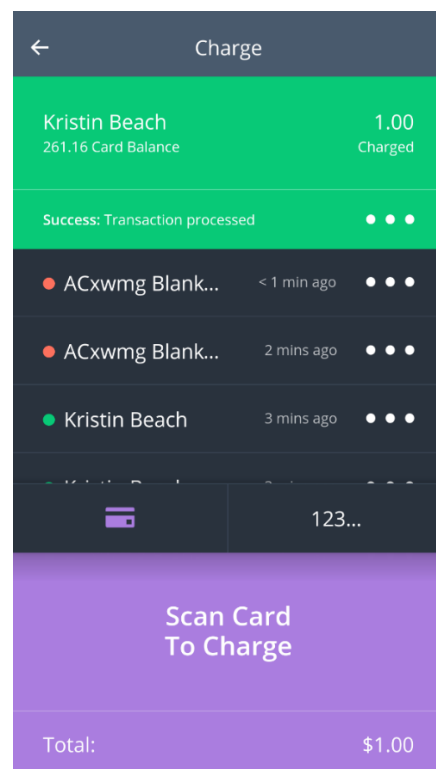 Charge
Kristin Beach 1.00
261.16 Card Balance Charged
Success: Transaction processed
ACxwmg Blank... < 1 min ago
ACxwmg Blank... 2 mins ago
Kristin Beach 3 mins ago
123...
Scan Card
To Charge
Total: $1.00